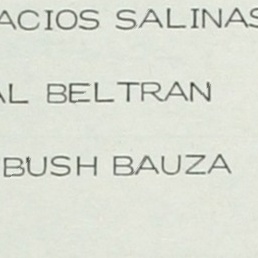 ACIOS SALINAS
AL BELTRAN
BUSH BAUZA